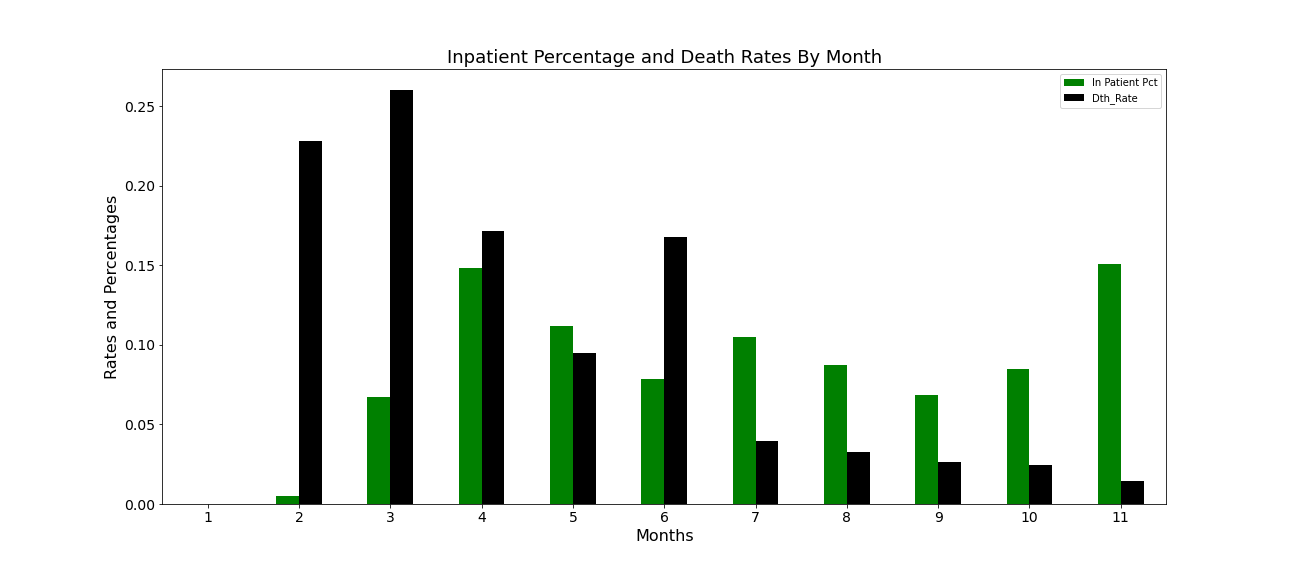 Inpatient Percentage and Death Rates By Month
In Patient Pct
Dth_Rate
Rates and Percentages
0.25
0.20
0.15
0.10
0.05
0.00
1 2 3 4 5 6 7 8 9 10 11
Months